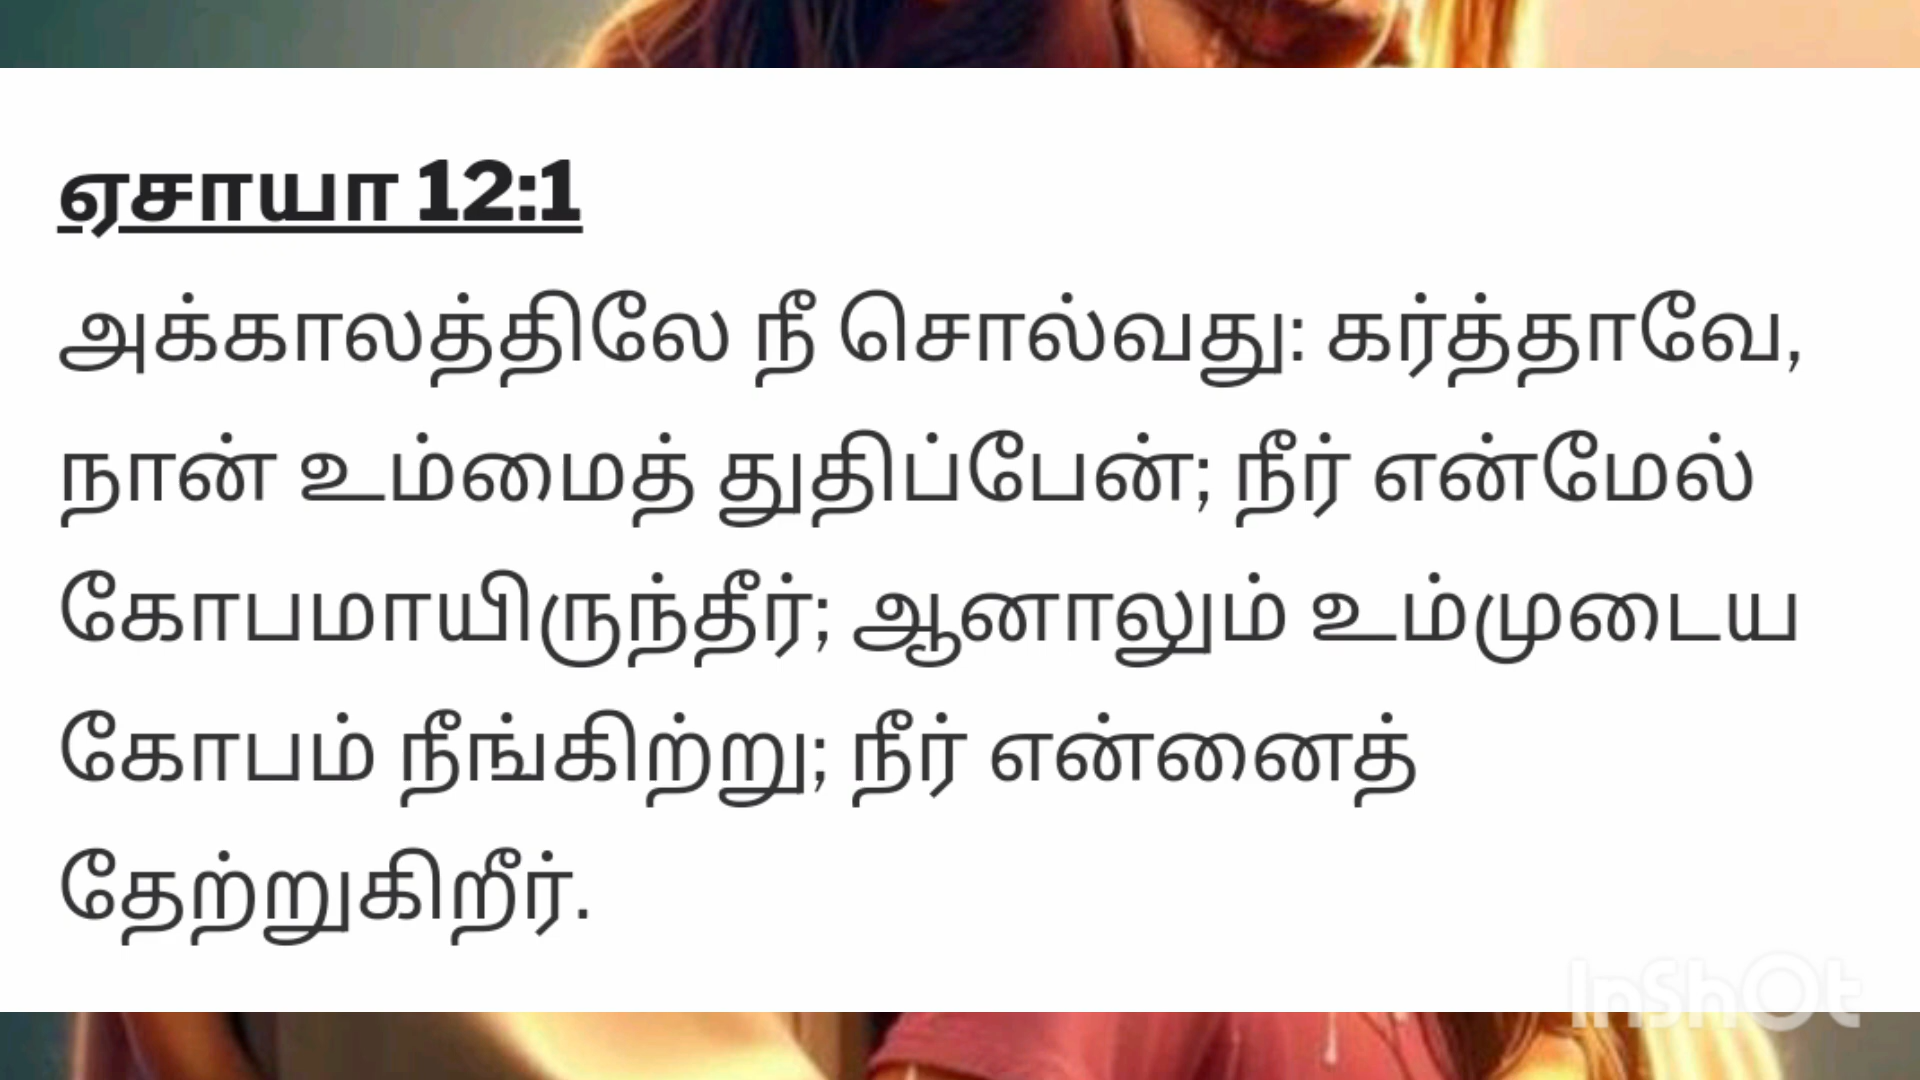 ஏசாயா 12:1
அக்காலத்திலே நீ சொல்வது: கர்த்தாவே,
நான் உம்மைத் துதிப்பேன்; நீர் என்மேல்
கோபமாயிருந்தீர்; ஆனாலும் உம்முடைய
கோபம் நீங்கிற்று; நீர் என்னைத்
தேற்றுகிறீர்.
InShOt